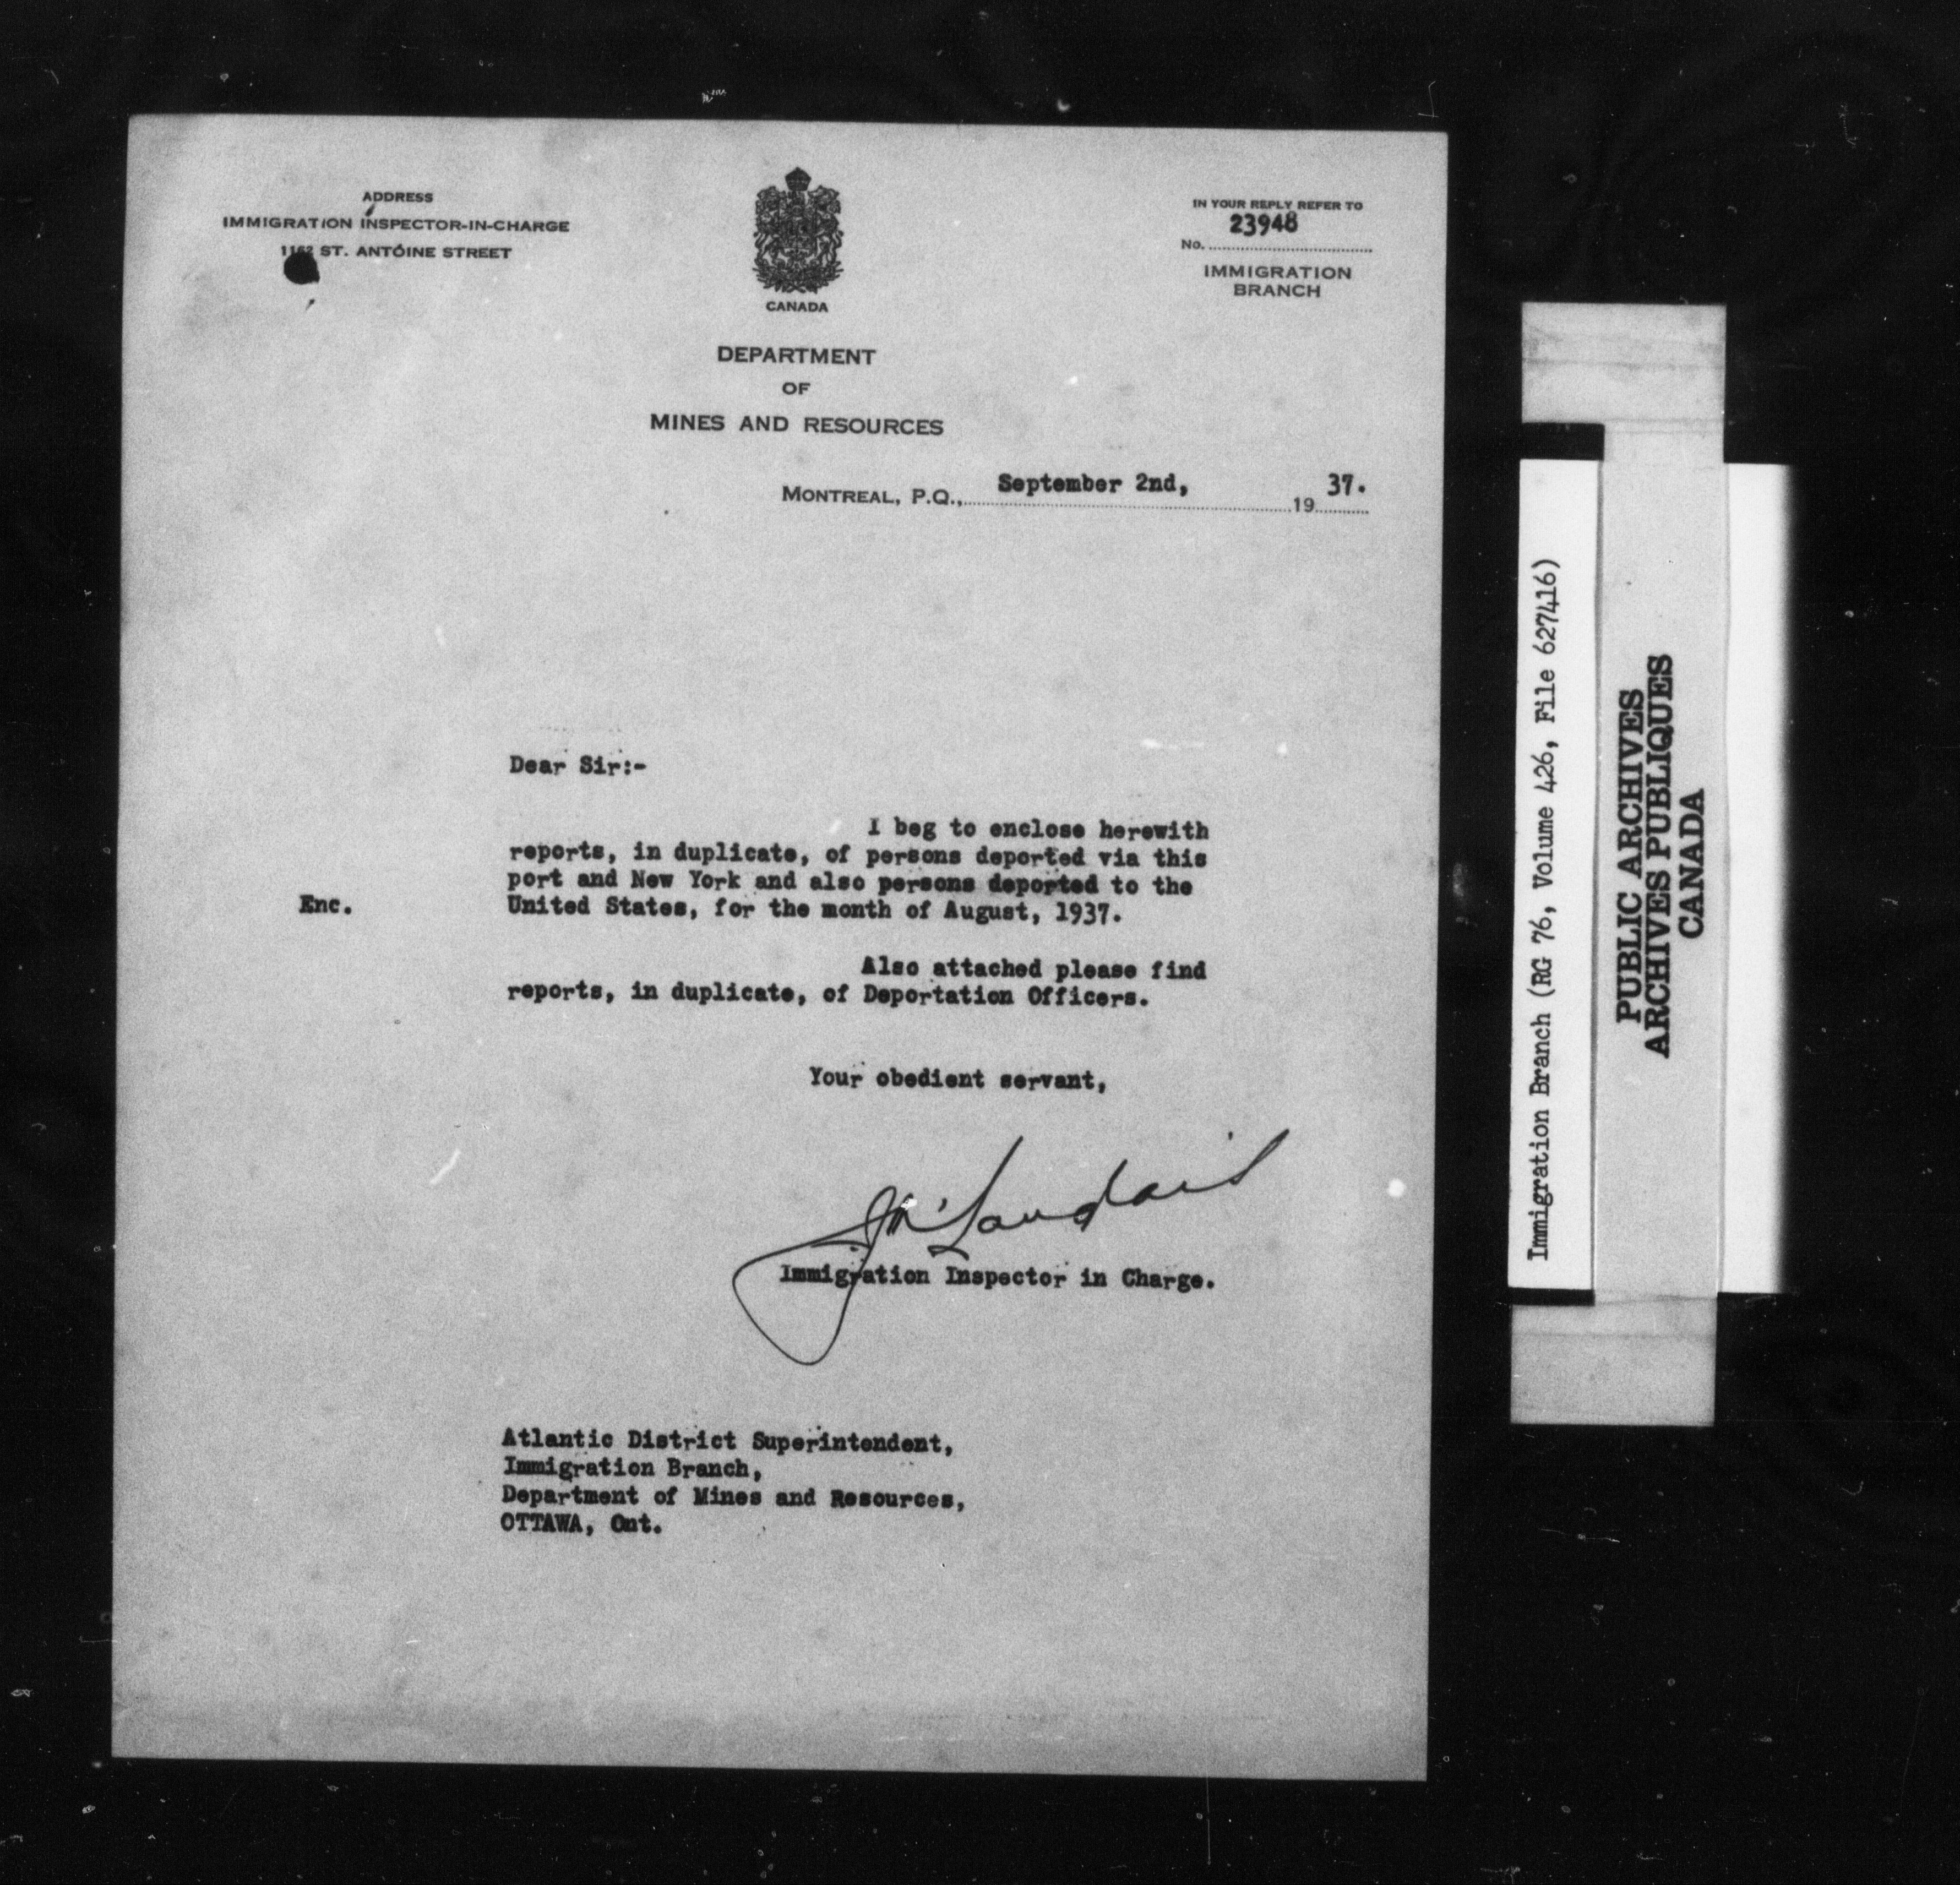 ADDRESS
IMMIGRATION INSPECTOR-IN-CHARGE
1162 ST. ANTOINE STREET
CANADA
IN YOUR REPLY REFER TO
No. 23948
IMMIGRATION
BRANCH
DEPARTMENT
OF
MINES AND RESOURCES
MONTREAL, P.Q., September 2nd, 1937.
Dear Sir:-
I beg to enclose herewith
reports, in duplicate, of persons deported via this
port and New York and also persons deported to the
Enc. United States, for the month of August, 1937.
Also attached please find
reports, in duplicate, of Deportation Officers.
Your obedient servant,
Immigration Inspector in Charge.
Atlantic District Superintendent,
Immigration Branch,
Department of Mines and Resources,
OTTAWA, Ont.
Immigration Branch (RG 76, Volume 426, File 627416)
PUBLIC ARCHIVES
ARCHIVES PUBLIQUES
CANADA